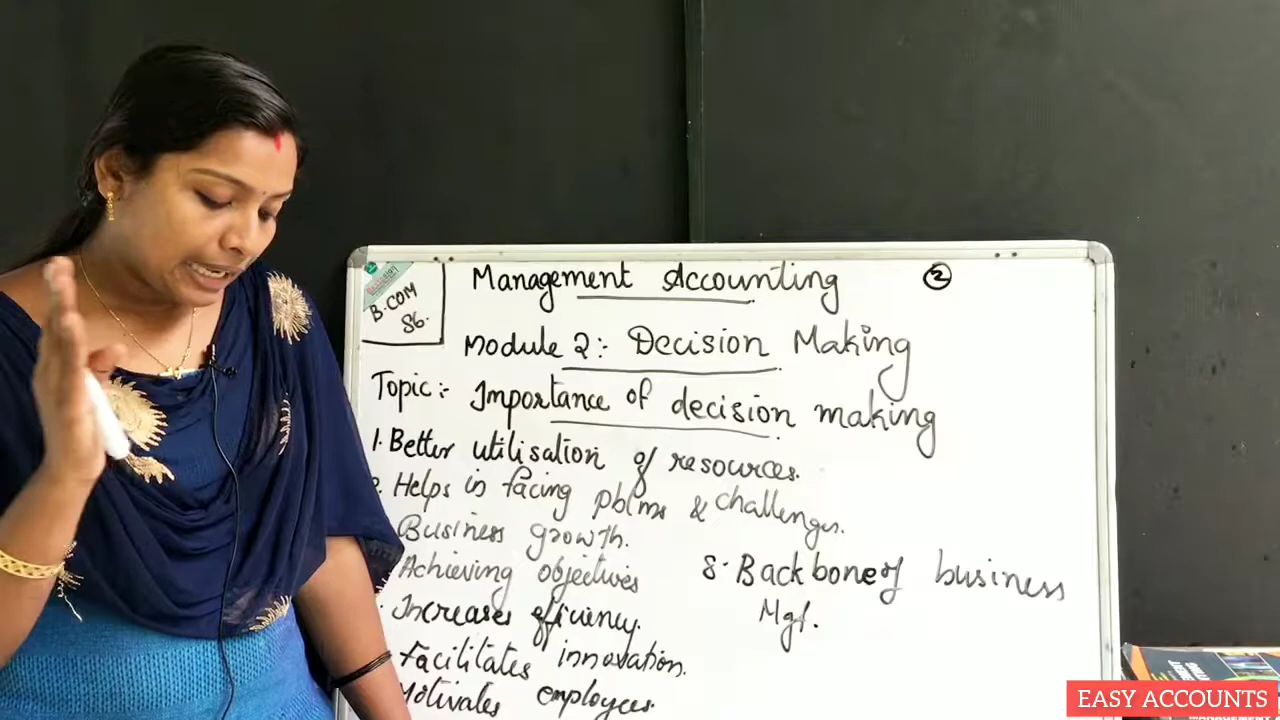 B.COM
S6.
Management Accounting
2
Module 2:- Decision Making
Topic:- Importance of decision making
1. Better utilisation of resources.
2. Helps in facing pblms & challenges.
Business growth.
Achieving objectives
Increases efficiency.
Facilitates innovation.
Motivates employees.
8. Backbone of business
Mgt.
EASY ACCOUNTS